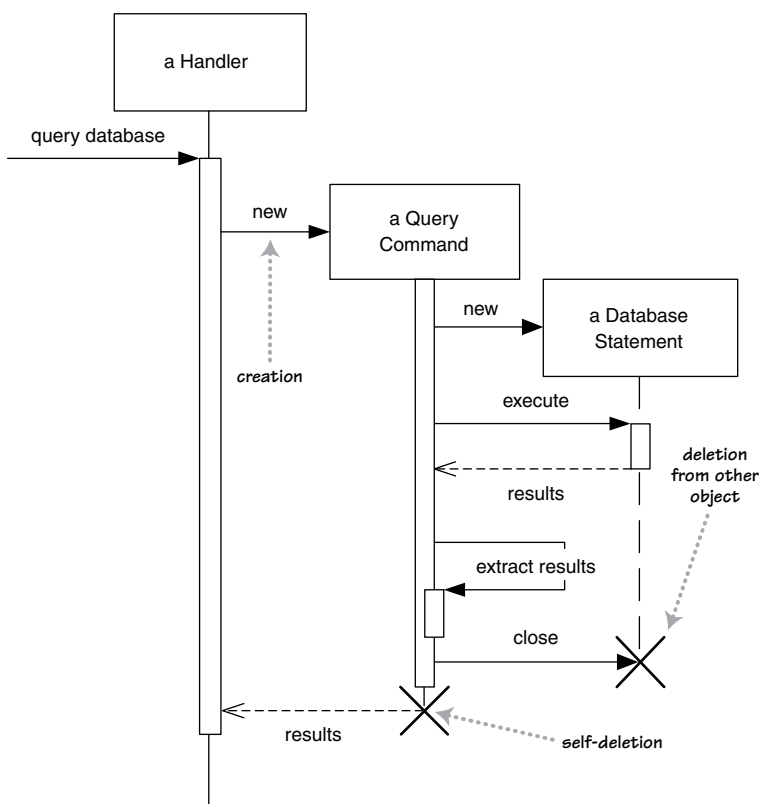 a Handler
query database
new
a Query
Command
new
a Database
Statement
creation
execute
deletion
from other
object
results
extract results
close
results
self-deletion